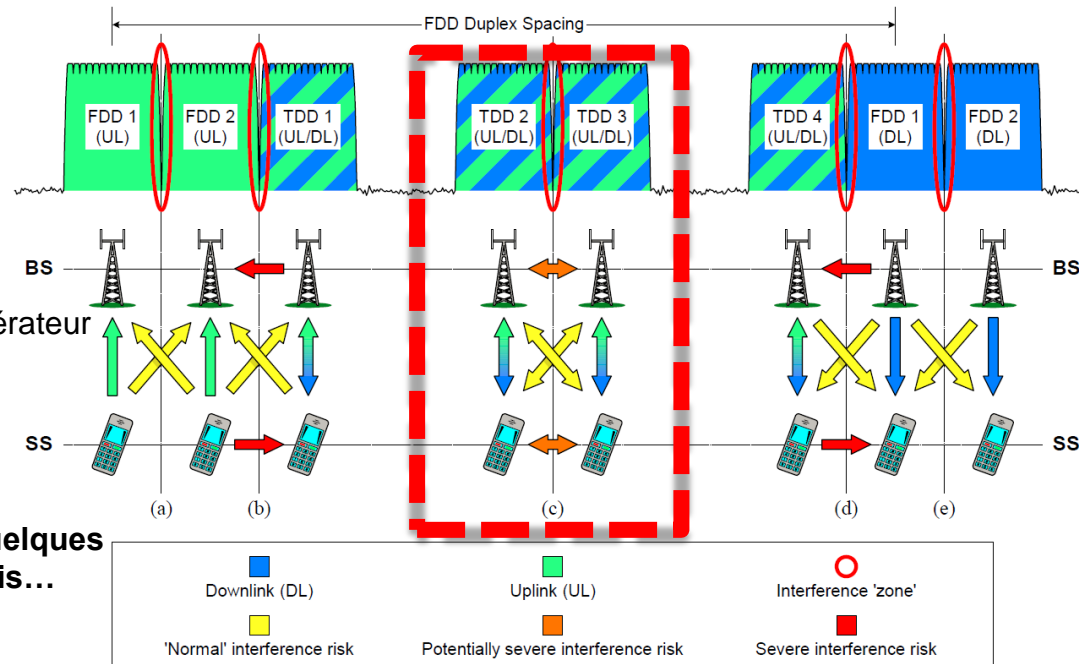 FDD Duplex Spacing
FDD 1
(UL)
FDD 2
(UL)
TDD 1
(UL/DL)
TDD 2
(UL/DL)
TDD 3
(UL/DL)
TDD 4
(UL/DL)
FDD 1
(DL)
FDD 2
(DL)
BS
BS
érateur
SS
SS
(a)
(b)
(c)
(d)
(e)
uelques
is...
Downlink (DL)
Uplink (UL)
Interference 'zone'
'Normal' interference risk
Potentially severe interference risk
Severe interference risk